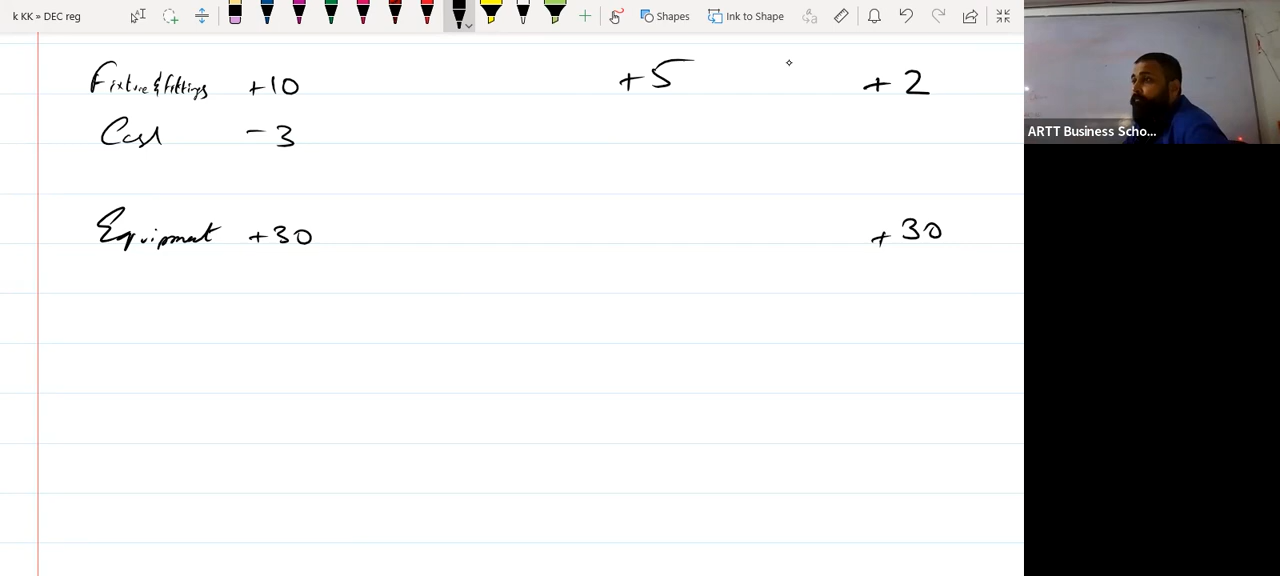 k KK » DEC reg
Shapes
Ink to Shape
Fixture & fittings +10 +5 +2
Cash - 3
Equipment +30 +30
ARTT Business Scho...